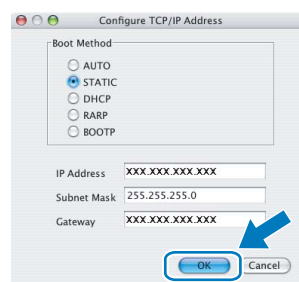 Configure TCP/IP Address
Boot Method
AUTO
STATIC
DHCP
RARP
BOOTP
IP Address XXX.XXX.XXX.XXX
Subnet Mask 255.255.255.0
Gateway XXX.XXX.XXX.XXX
OK Cancel